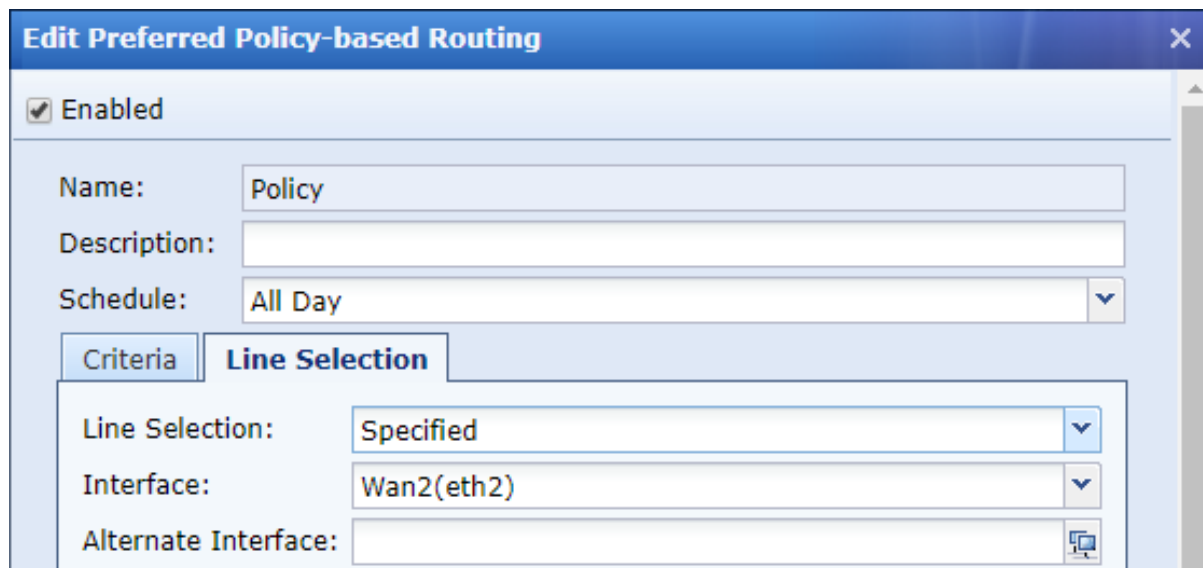 Edit Preferred Policy-based Routing
Enabled
Name: Policy
Description:
Schedule: All Day
Criteria Line Selection
Line Selection: Specified
Interface: Wan2(eth2)
Alternate Interface: